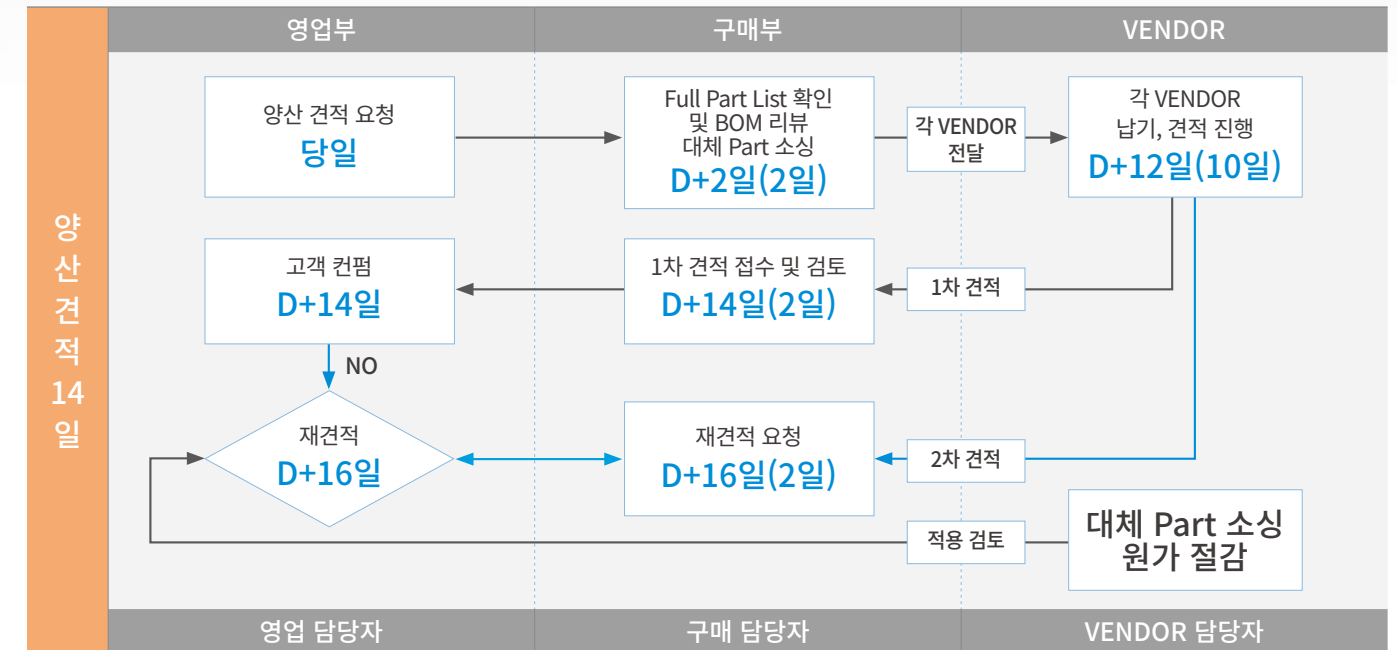 영업부
구매부
VENDOR
양
산
견
적
14
일
양산 견적 요청
당일
Full Part List 확인
및 BOM 리뷰
대체 Part 소싱
D+2일(2일)
각 VENDOR
전달
각 VENDOR
납기, 견적 진행
D+12일(10일)
고객 컨펌
D+14일
1차 견적 접수 및 검토
D+14일(2일)
1차 견적
NO
재견적
D+16일
재견적 요청
D+16일(2일)
2차 견적
적용 검토
대체 Part 소싱
원가 절감
영업 담당자
구매 담당자
VENDOR 담당자